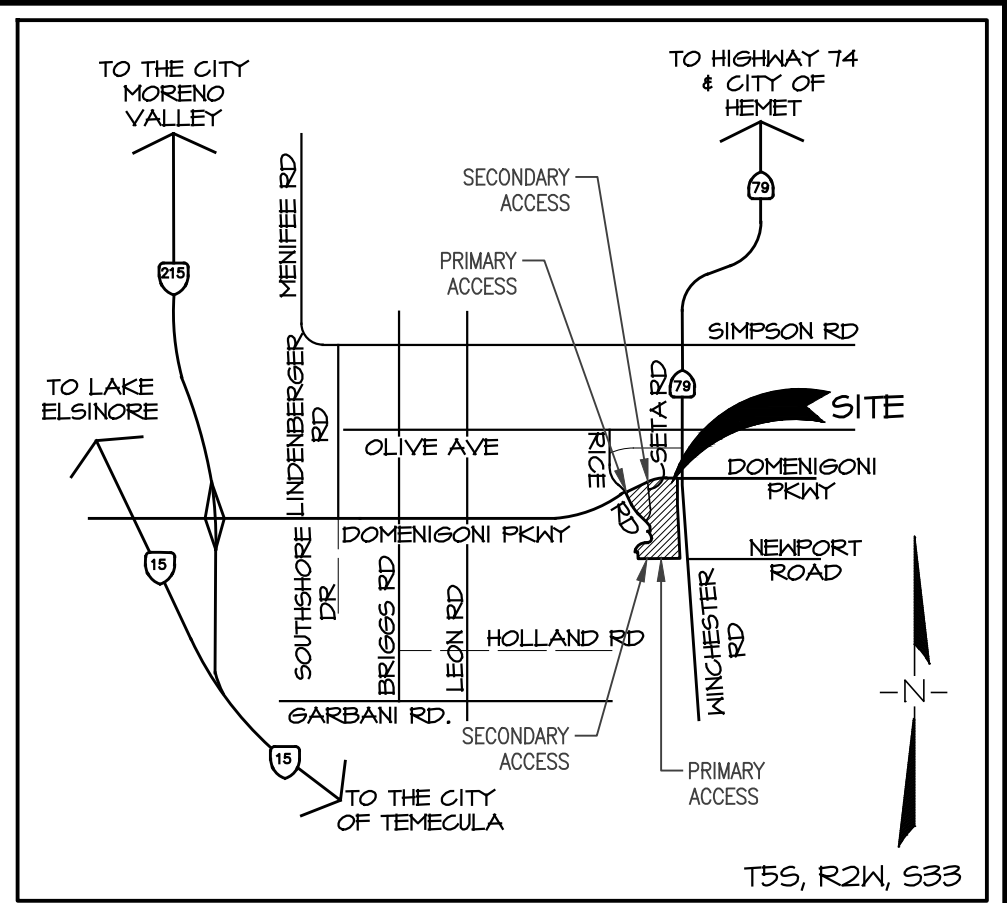 TO THE CITY
MORENO
VALLEY
TO HIGHWAY 74
& CITY OF
HEMET
79
SECONDARY
ACCESS
MENIFEE RD
PRIMARY
ACCESS
215
SIMPSON RD
TO LAKE
ELSINORE
SOUTHSHORE
DR
LINDENBERGER
RD
79
SETA RD
SITE
OLIVE AVE
RICE
RD
DOMENIGONI
PKWY
DOMENIGONI PKWY
NEWPORT
ROAD
15
BRIGGS RD
LEON RD
HOLLAND RD
WINCHESTER
RD
-N-
GARBANI RD.
SECONDARY
ACCESS
15
PRIMARY
ACCESS
TO THE CITY
OF TEMECULA
T5S, R2W, S33